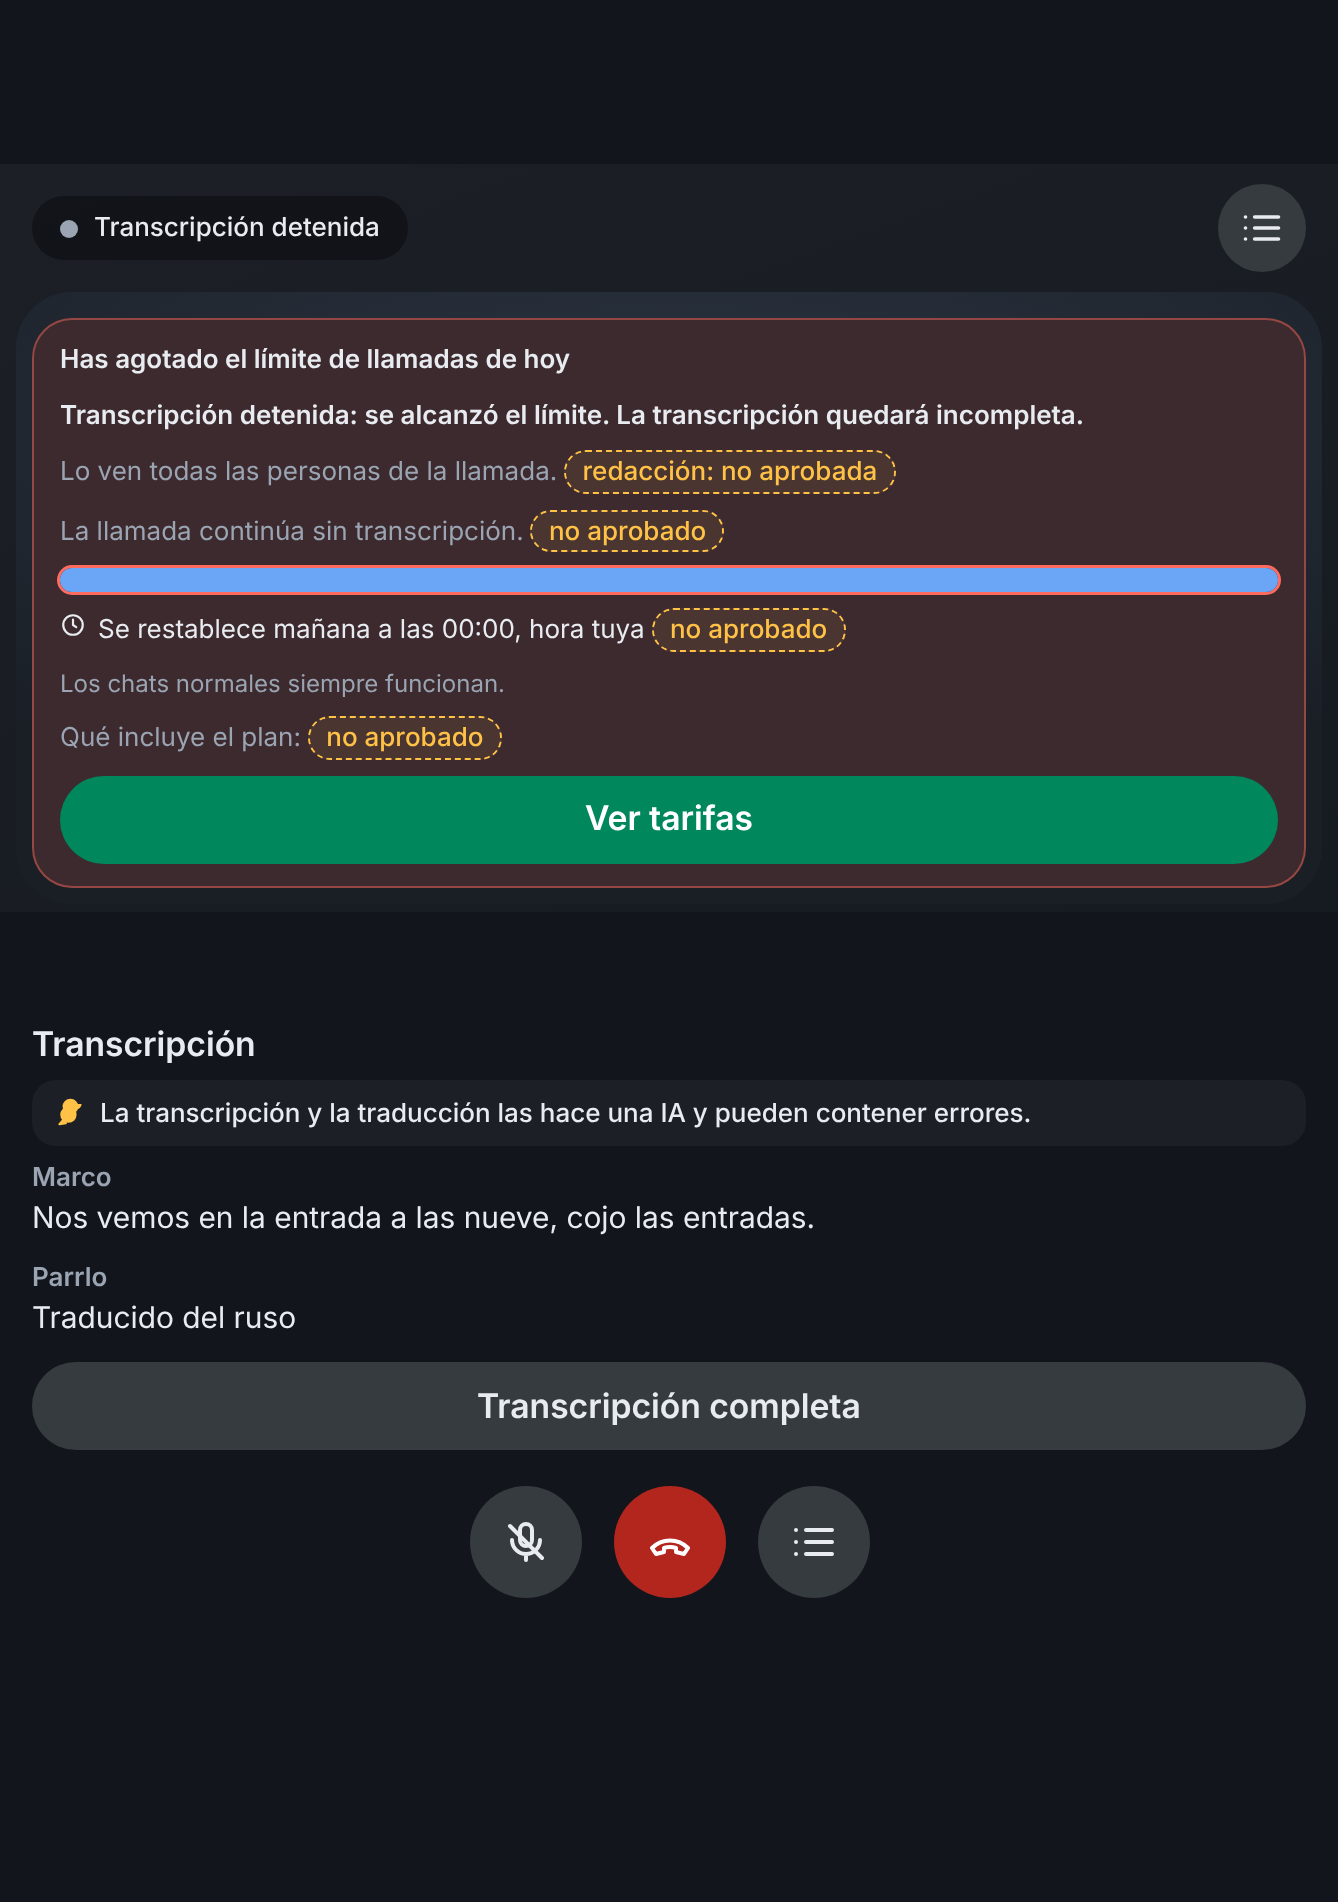 Transcripción detenida
Has agotado el límite de llamadas de hoy
Transcripción detenida: se alcanzó el límite. La transcripción quedará incompleta.
Lo ven todas las personas de la llamada. redacción: no aprobada
La llamada continúa sin transcripción. no aprobado
Se restablece mañana a las 00:00, hora tuya no aprobado
Los chats normales siempre funcionan.
Qué incluye el plan: no aprobado
Ver tarifas
Transcripción
La transcripción y la traducción las hace una IA y pueden contener errores.
Marco
Nos vemos en la entrada a las nueve, cojo las entradas.
Parrlo
Traducido del ruso
Transcripción completa